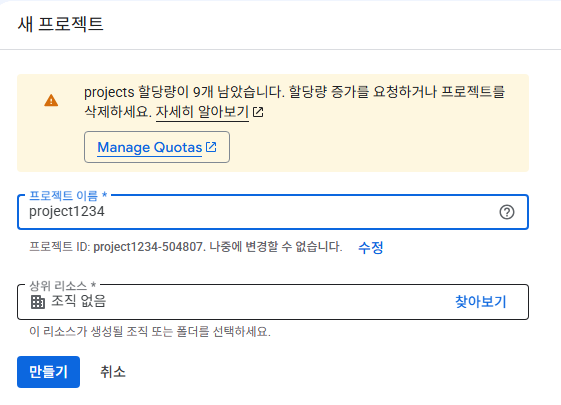 새 프로젝트
projects 할당량이 9개 남았습니다. 할당량 증가를 요청하거나 프로젝트를
삭제하세요. 자세히 알아보기
Manage Quotas
프로젝트 이름 *
project1234
프로젝트 ID: project1234-504807. 나중에 변경할 수 없습니다. 수정
상위 리소스 *
조직 없음 찾아보기
이 리소스가 생성될 조직 또는 폴더를 선택하세요.
만들기 취소